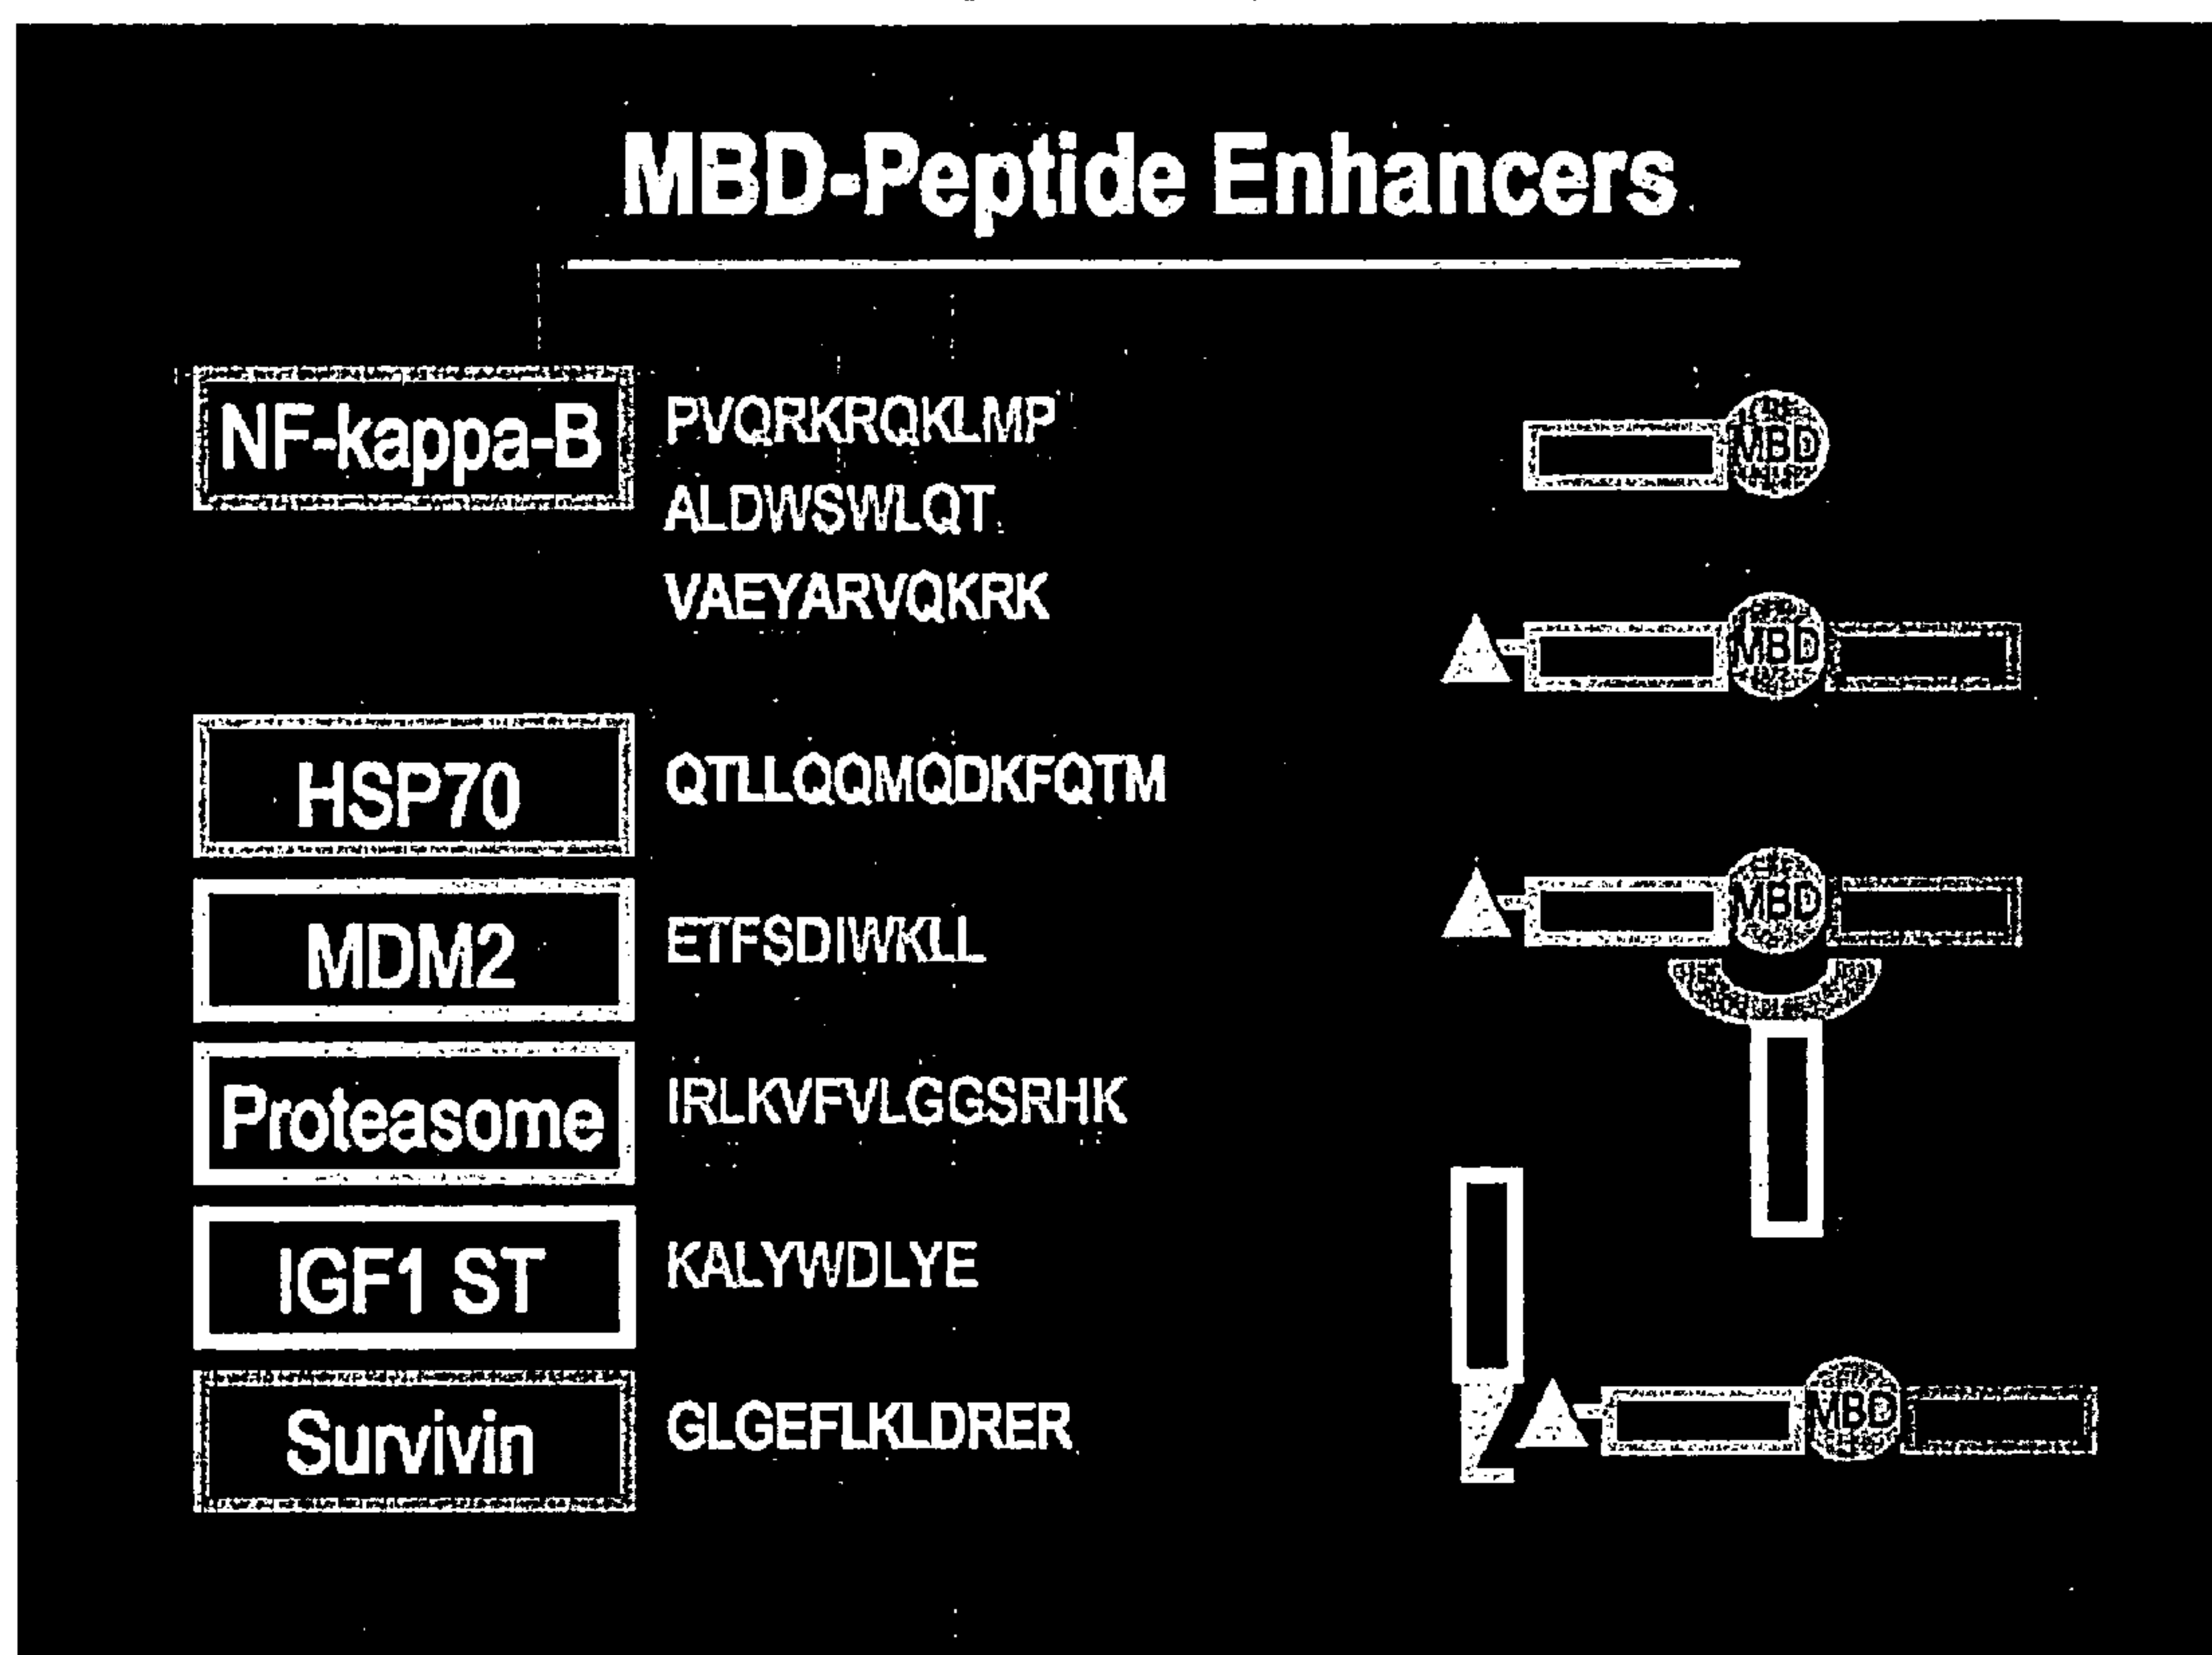 MBD-Peptide Enhancers
NF-kappa-B PVQRKRQKLMP
ALDWSWLQT
VAEYARVQKRK
HSP70 QTLLQQMQDKFQTM
MDM2 ETFSDIWKLL
Proteasome IRLKVFVLGGSRHK
IGF1 ST KALYWDLYE
Survivin GLGEFLKLDRER
MBD
MBD
MBD
MBD